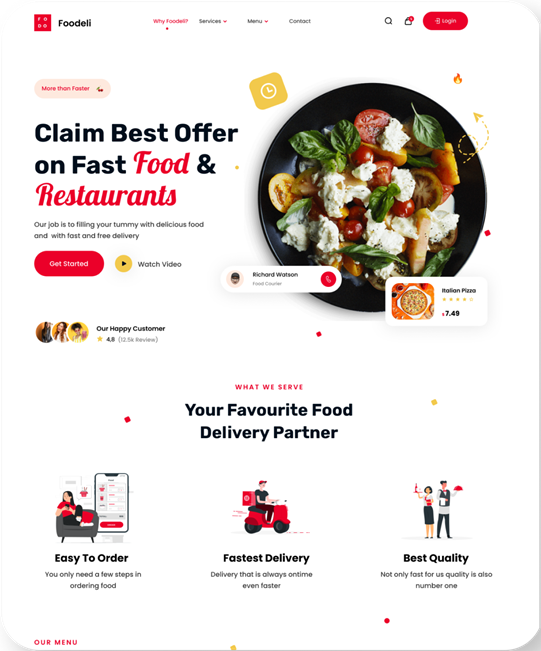 FO
DO
Foodeli
Why Foodeli?
Services
Menu
Contact
Login
More than Faster
Claim Best Offer
on Fast Food &
Restaurants
Our job is to filling your tummy with delicious food
and with fast and free delivery
Get Started
Watch Video
Richard Watson
Food Courier
Italian Pizza
$7.49
Our Happy Customer
4.8 (12.5k Review)
WHAT WE SERVE
Your Favourite Food
Delivery Partner
Easy To Order
You only need a few steps in
ordering food
Fastest Delivery
Delivery that is always ontime
even faster
Best Quality
Not only fast for us quality is also
number one
OUR MENU